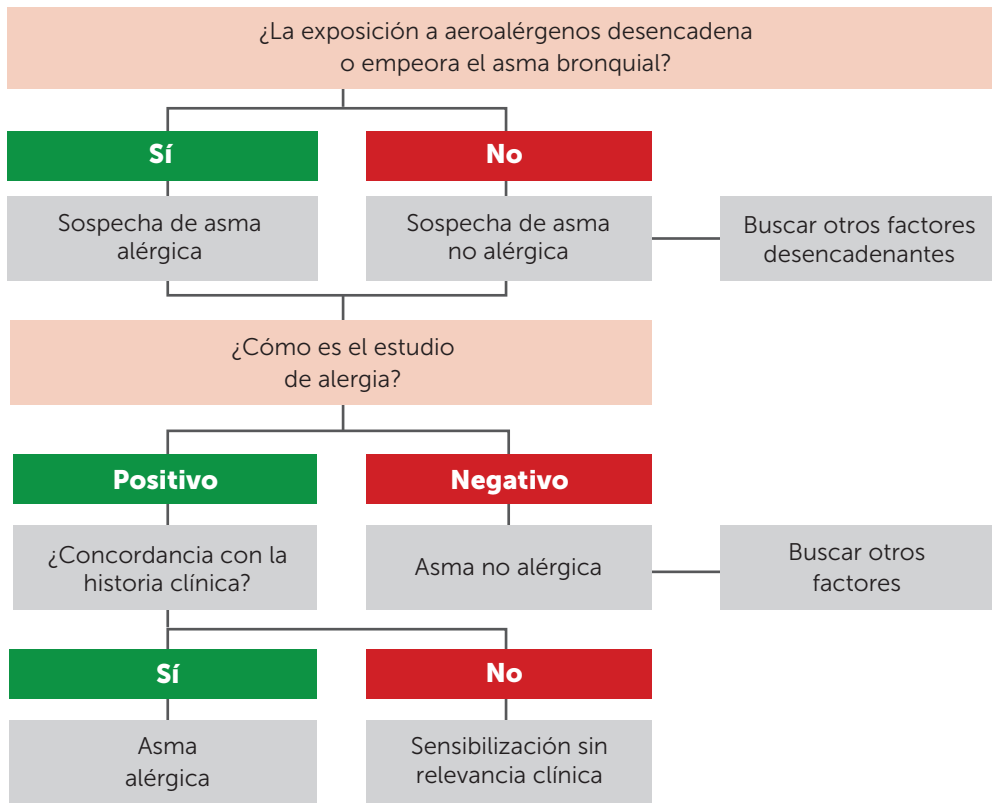 ¿La exposición a aeroalérgenos desencadena
o empeora el asma bronquial?
Sí
No
Sospecha de asma
alérgica
Sospecha de asma
no alérgica
Buscar otros factores
desencadenantes
¿Cómo es el estudio
de alergia?
Positivo
Negativo
¿Concordancia con la
historia clínica?
Asma no alérgica
Buscar otros
factores
Sí
No
Asma
alérgica
Sensibilización sin
relevancia clínica